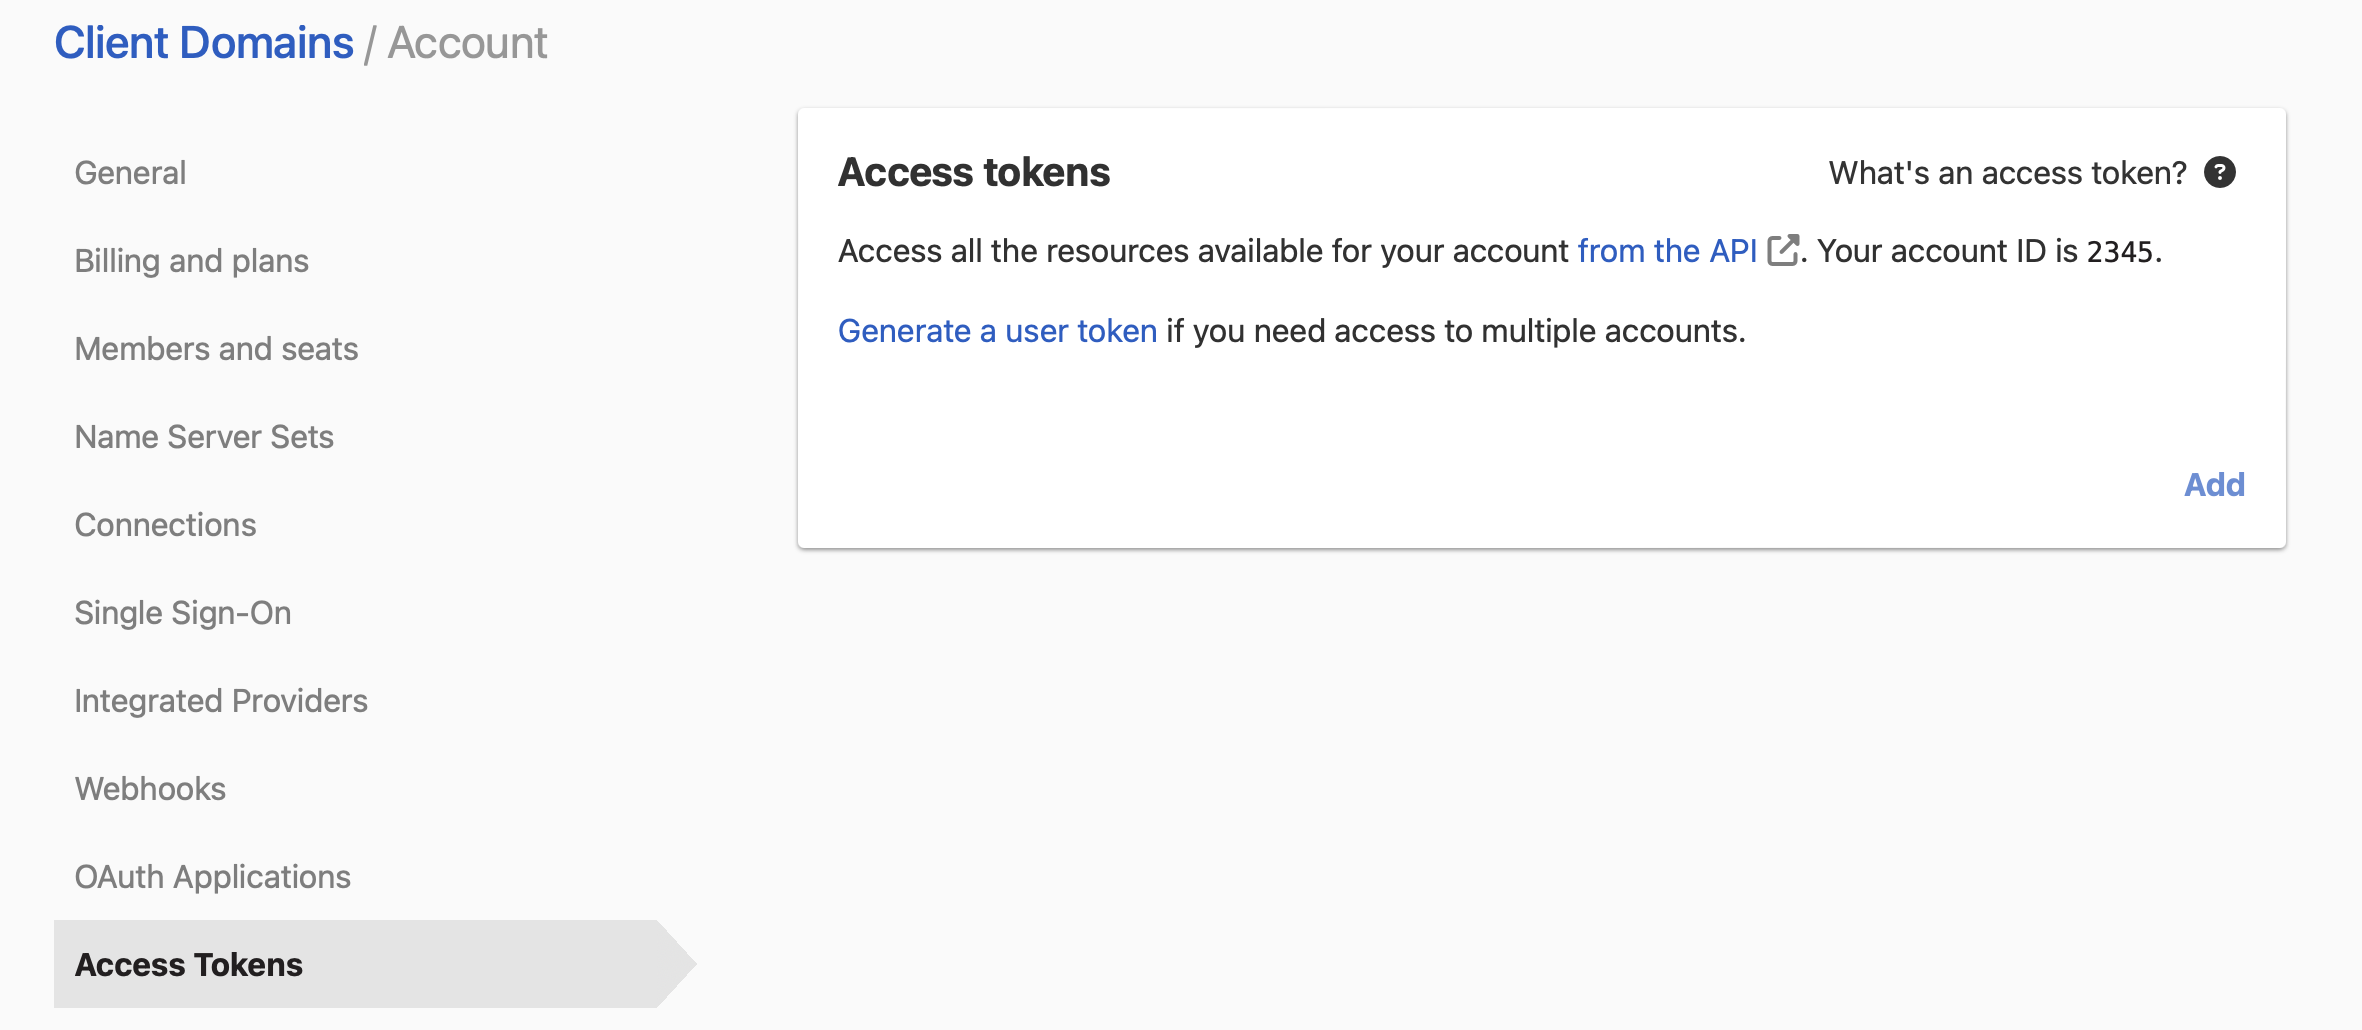 Client Domains / Account
General
Billing and plans
Members and seats
Name Server Sets
Connections
Single Sign-On
Integrated Providers
Webhooks
OAuth Applications
Access Tokens
Access tokens
What's an access token? ?
Access all the resources available for your account from the API. Your account ID is 2345.
Generate a user token if you need access to multiple accounts.
Add